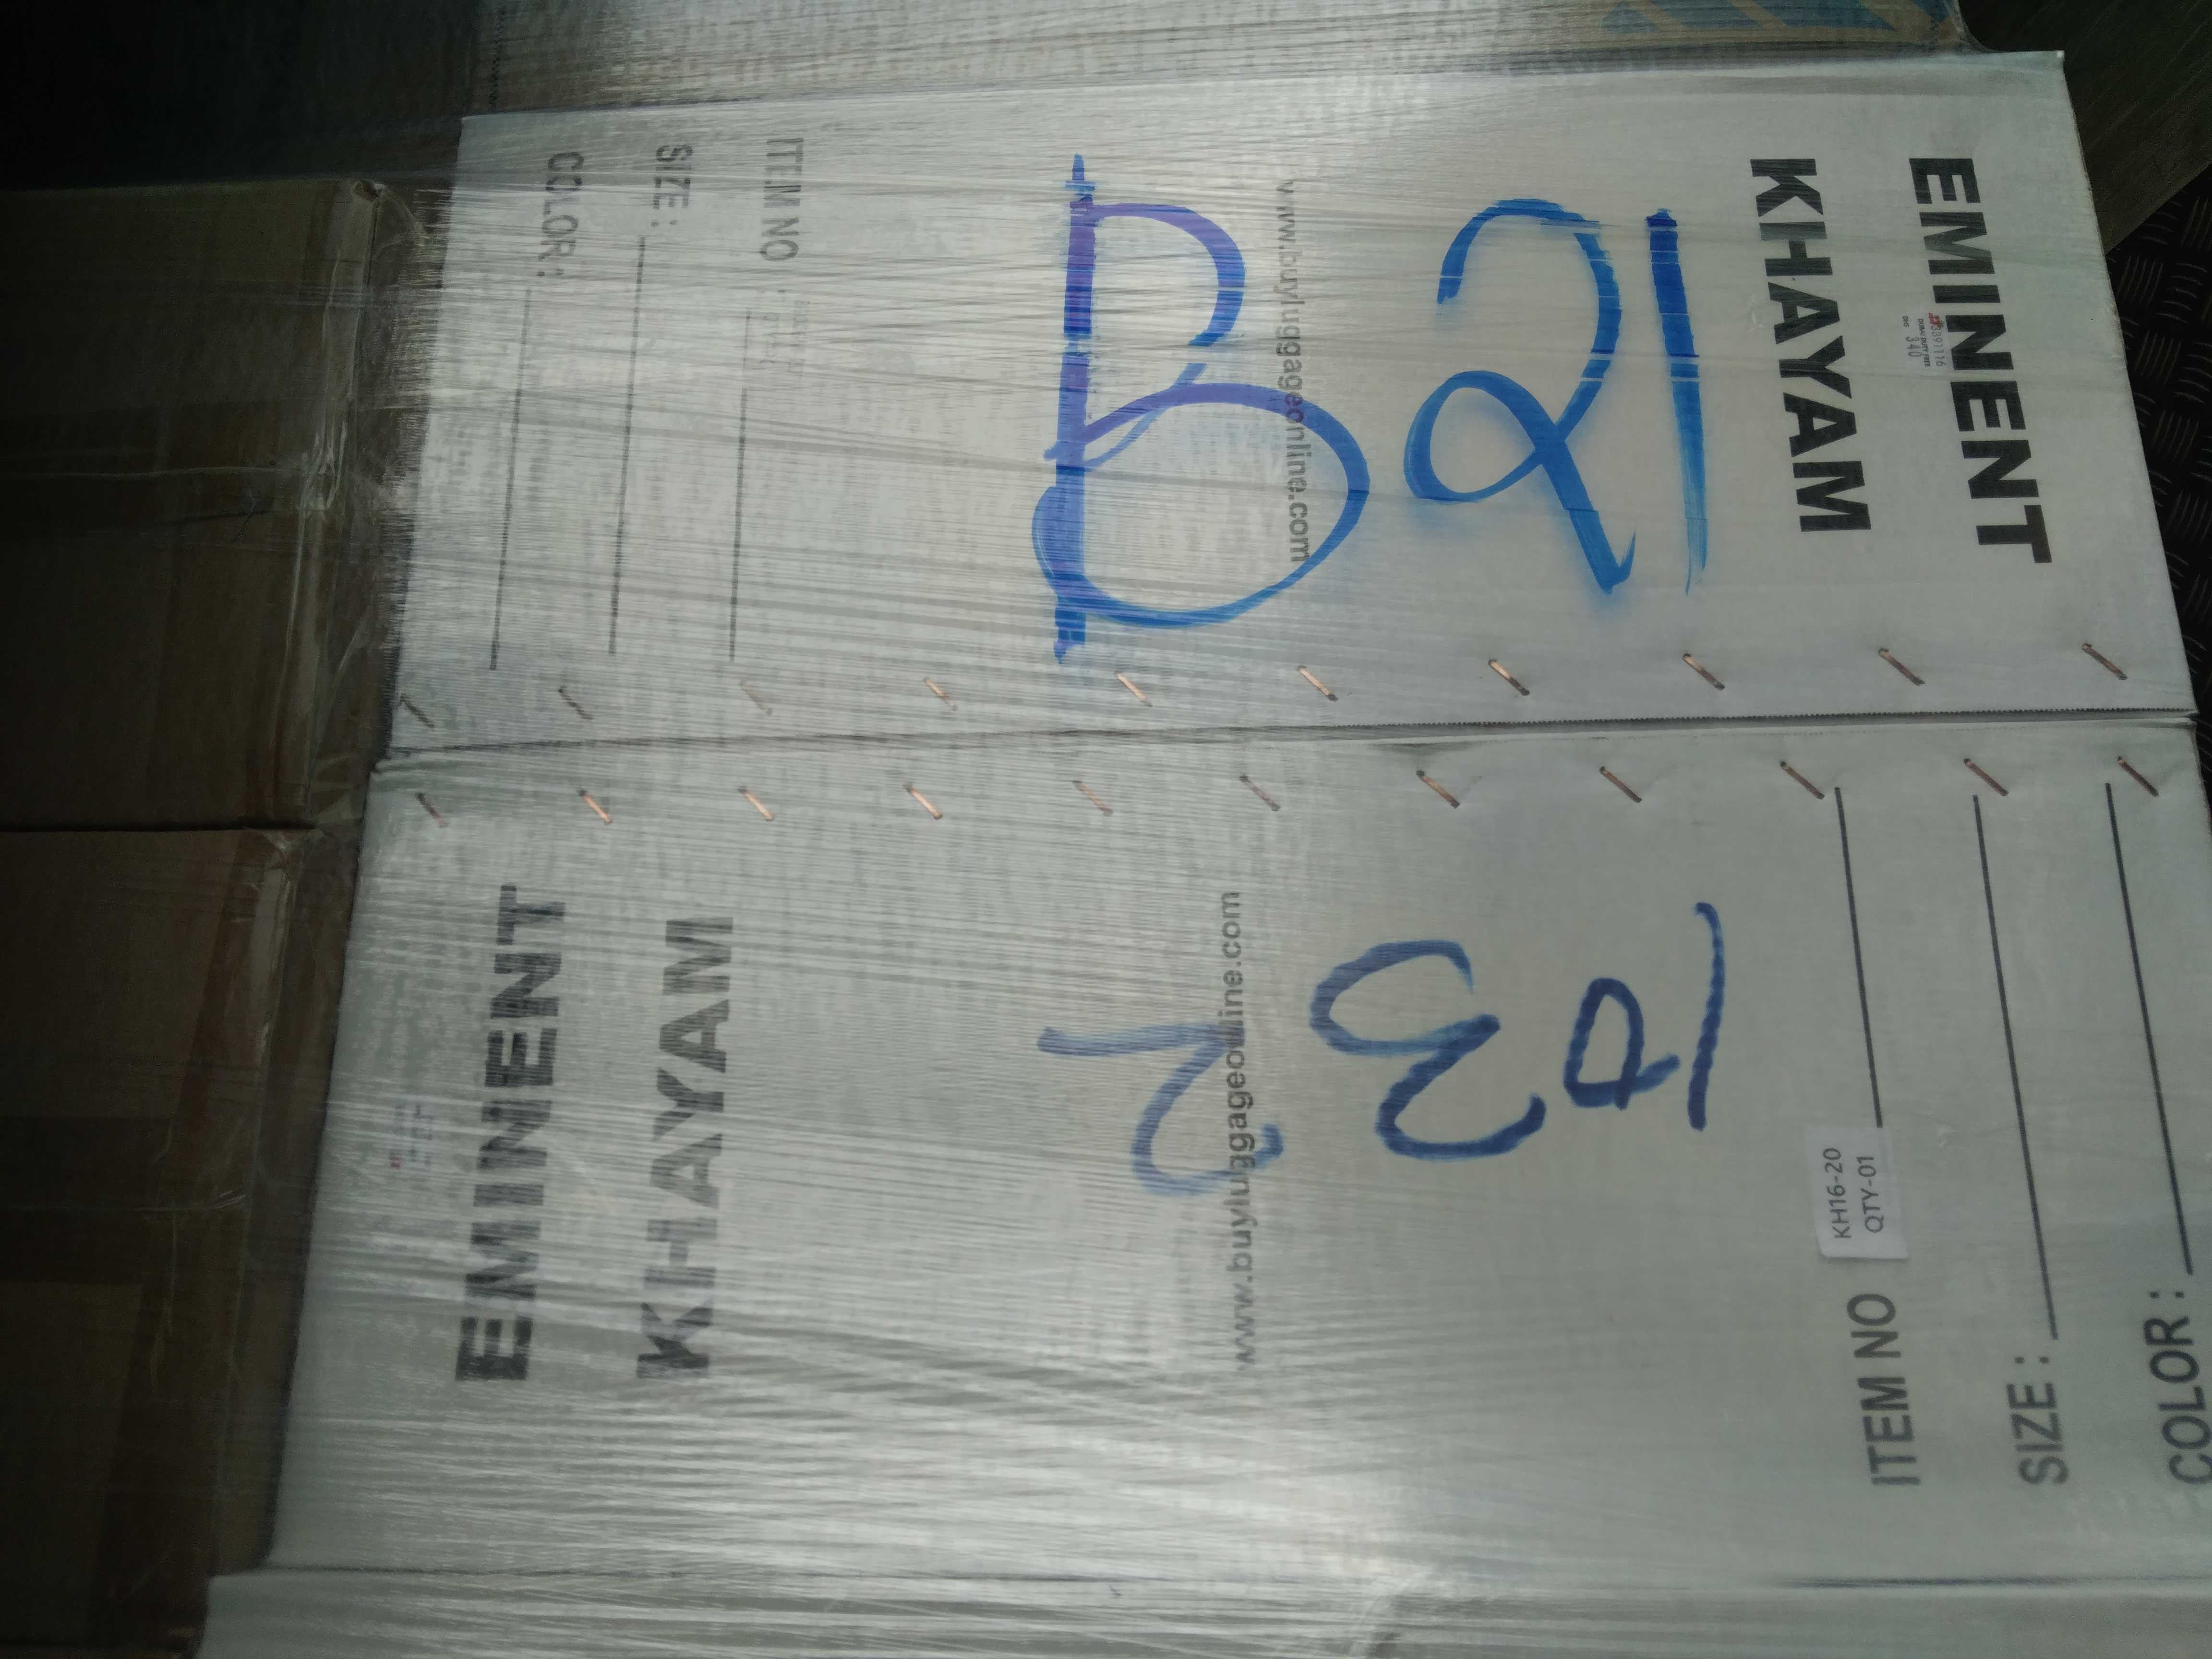 EMINENT
KHAYAM
B21
www.buyluggageonline.com
ITEM NO
SIZE :
COLOR :
EMINENT
KHAYAM
www.buyluggageonline.com
ITEM NO
KH16-20
QTY-01
SIZE :
COLOR :